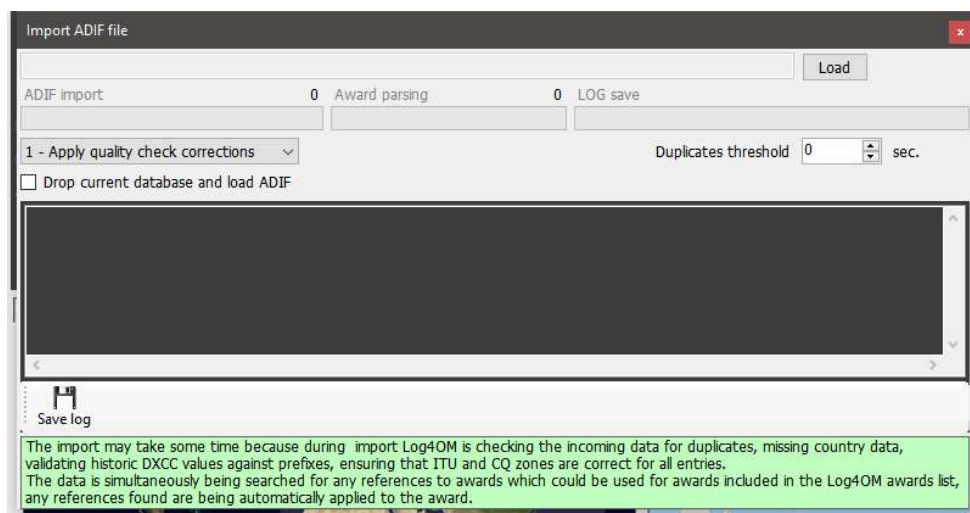 Import ADIF file
x
Load
ADIF import 0 Award parsing 0 LOG save
1 - Apply quality check corrections Duplicates threshold 0 sec.
Drop current database and load ADIF
Save log
The import may take some time because during import Log4OM is checking the incoming data for duplicates, missing country data,
validating historic DXCC values against prefixes, ensuring that ITU and CQ zones are correct for all entries.
The data is simultaneously being searched for any references to awards which could be used for awards included in the Log4OM awards list,
any references found are being automatically applied to the award.